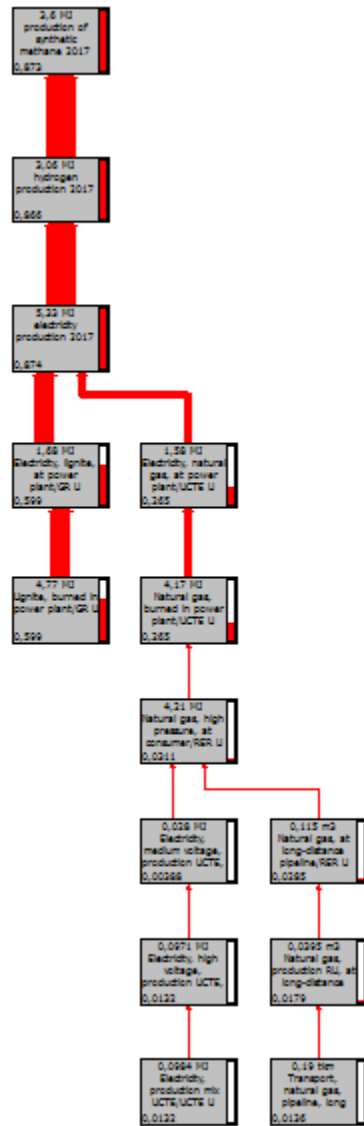 3,6 MJ
production of
synthetic
methane 2017
0,873
3,06 MJ
hydrogen
production 2017
0,866
5,33 MJ
electricity
production 2017
0,874
1,68 MJ
Electricity, lignite,
at power
plant/GR U
0,599
1,58 MJ
Electricity, natural
gas, at power
plant/UCTE U
0,265
4,77 MJ
Lignite, burned in
power plant/GR U
0,599
4,17 MJ
Natural gas,
burned in power
plant/UCTE U
0,265
4,21 MJ
Natural gas, high
pressure, at
consumer/RER U
0,0311
0,028 MJ
Electricity,
medium voltage,
production UCTE,
0,00388
0,115 m3
Natural gas, at
long-distance
pipeline/RER U
0,0285
0,0971 MJ
Electricity, high
voltage,
production UCTE,
0,0132
0,0395 m3
Natural gas,
production RU, at
long-distance
0,0179
0,0984 MJ
Electricity,
production mix
UCTE/UCTE U
0,0132
0,19 tkm
Transport,
natural gas,
pipeline, long
0,0136